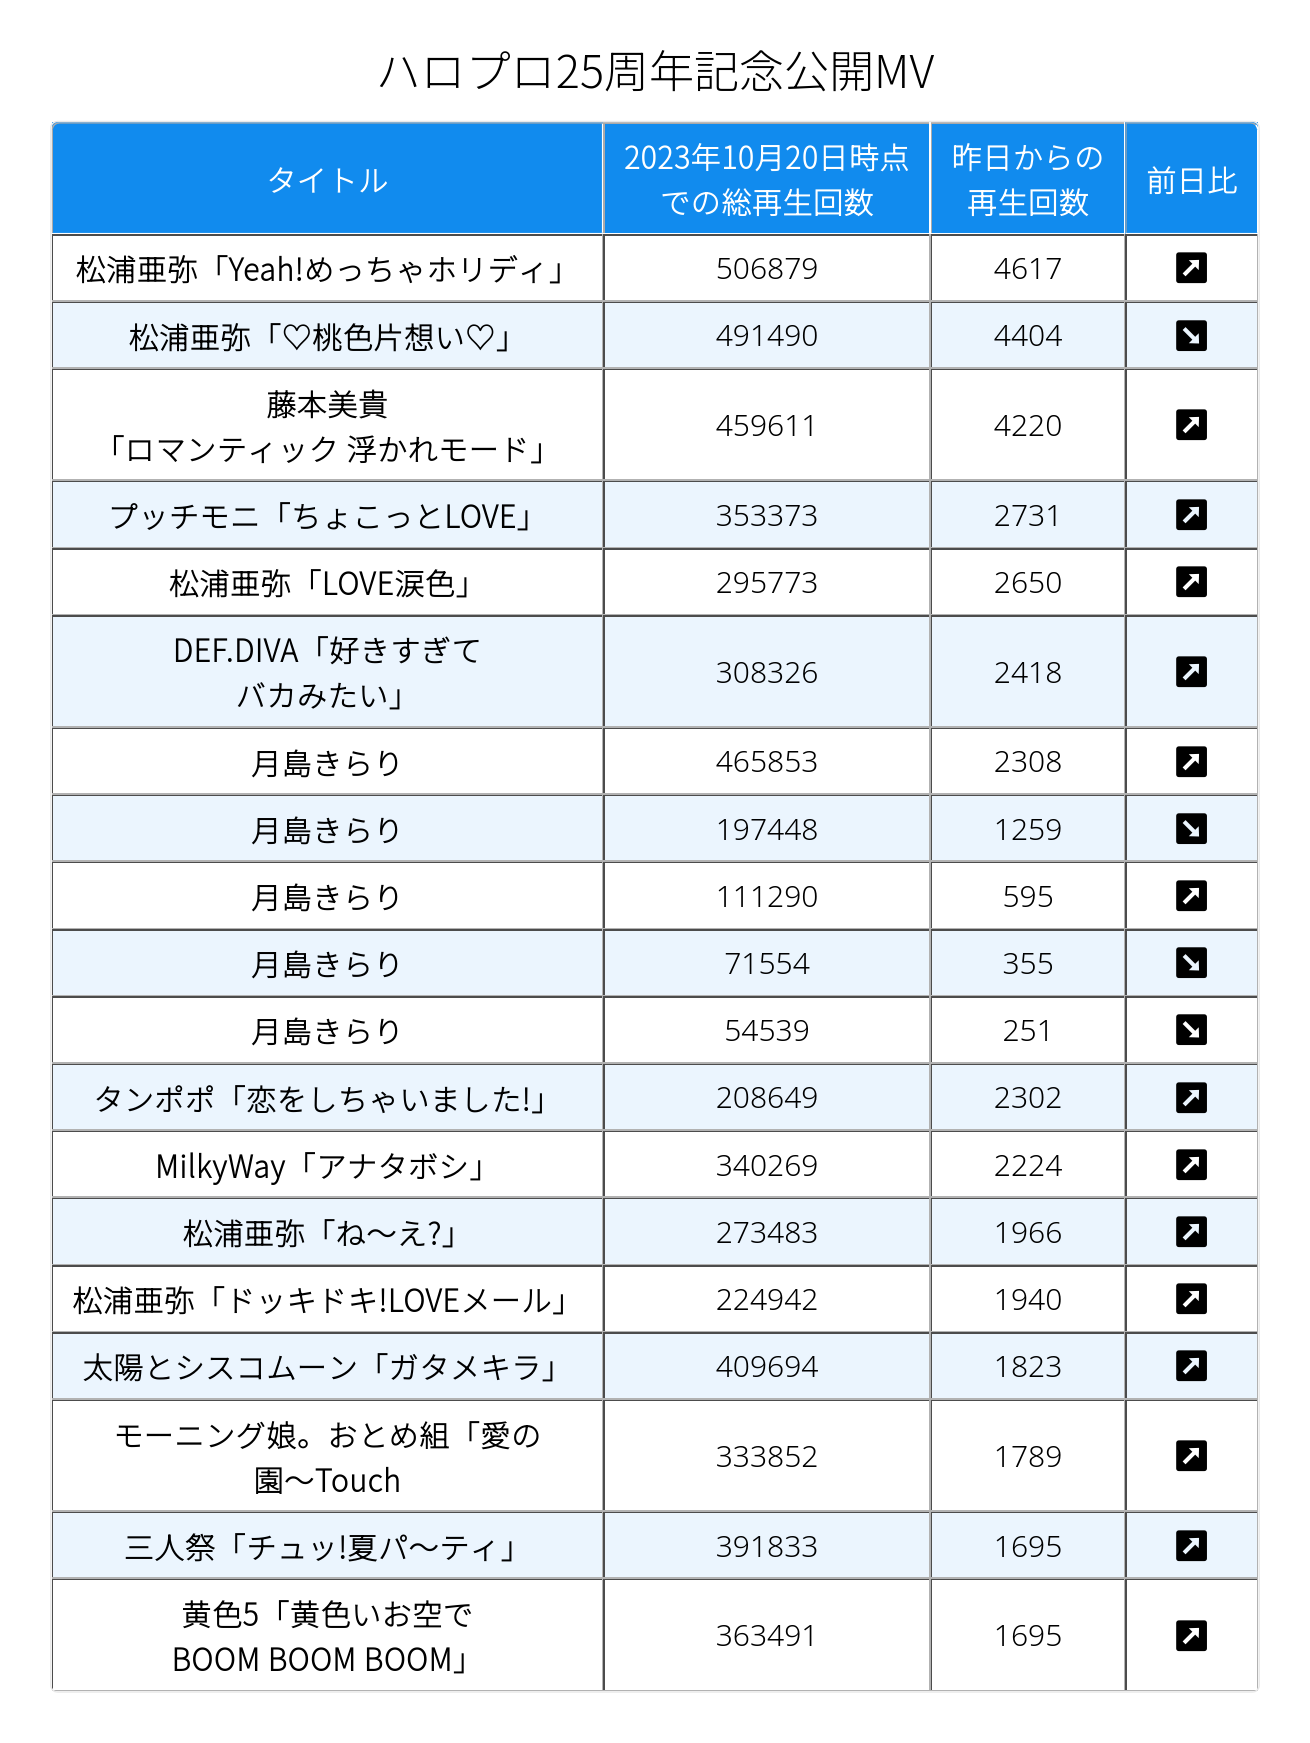 ハロプロ25周年記念公開MV
タイトル
2023年10月20日時点
での総再生回数
昨日からの
再生回数
前日比
松浦亜弥「Yeah!めっちゃホリディ」
506879
4617
↗
松浦亜弥「♡桃色片想い♡」
491490
4404
↘
藤本美貴
「ロマンティック 浮かれモード」
459611
4220
↗
プッチモニ「ちょこっとLOVE」
353373
2731
↗
松浦亜弥「LOVE涙色」
295773
2650
↗
DEF.DIVA「好きすぎて
バカみたい」
308326
2418
↗
月島きらり
465853
2308
↗
月島きらり
197448
1259
↘
月島きらり
111290
595
↗
月島きらり
71554
355
↘
月島きらり
54539
251
↘
タンポポ「恋をしちゃいました!」
208649
2302
↗
MilkyWay「アナタボシ」
340269
2224
↗
松浦亜弥「ね〜え?」
273483
1966
↗
松浦亜弥「ドッキドキ!LOVEメール」
224942
1940
↗
太陽とシスコムーン「ガタメキラ」
409694
1823
↗
モーニング娘。おとめ組「愛の
園〜Touch
333852
1789
↗
三人祭「チュッ!夏パ〜ティ」
391833
1695
↗
黄色5「黄色いお空で
BOOM BOOM BOOM」
363491
1695
↗